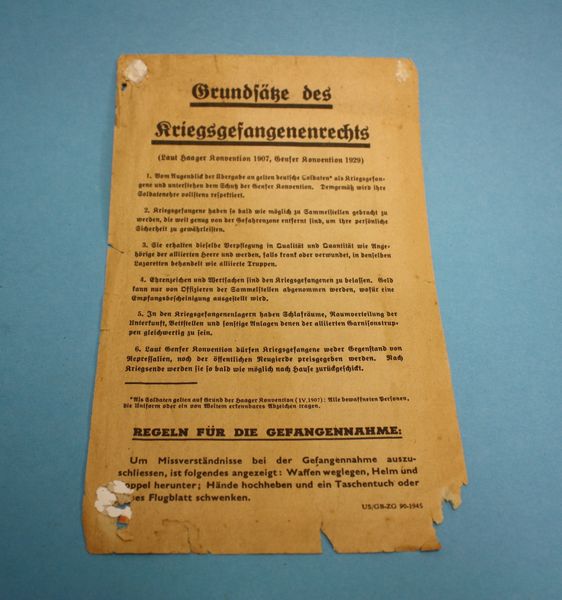 Grundsätze des
Kriegsgefangenenrechts
(Laut Haager Konvention 1907, Genfer Konvention 1929)
1. Vom Augenblick der Übergabe an gelten deutsche Soldaten* als Kriegsgefan-
gene und unterstehen dem Schutz der Genfer Konvention. Demgemäß wird ihre
Soldatenehre vollstens respektiert.
2. Kriegsgefangene haben so bald wie möglich zu Sammelstellen gebracht zu
werden, die weit genug von der Gefahrenzone entfernt sind, um ihre persönliche
Sicherheit zu gewährleisten.
3. Sie erhalten dieselbe Verpflegung in Qualität und Quantität wie Ange-
hörige der alliierten Heere und werden, falls krank oder verwundet, in denselben
Lazaretten behandelt wie alliierte Truppen.
4. Ehrenzeichen und Wertsachen sind den Kriegsgefangenen zu belassen. Geld
kann nur von Offizieren der Sammelstellen abgenommen werden, wofür eine
Empfangsbescheinigung ausgestellt wird.
5. In den Kriegsgefangenenlagern haben Schlafräume, Raumverteilung der
Unterkunft, Bettstellen und sonstige Anlagen denen der alliierten Garnisonstrup-
pen gleichwertig zu sein.
6. Laut Genfer Konvention dürfen Kriegsgefangene weder Gegenstand von
Repressalien, noch der öffentlichen Neugierde preisgegeben werden. Nach
Kriegsende werden sie so bald wie möglich nach Hause zurückgeschickt.
*Als Soldaten gelten auf Grund der Haager Konvention (IV, 1907): Alle bewaffneten Personen,
die Uniform oder ein von Weitem erkennbares Abzeichen tragen.
REGELN FÜR DIE GEFANGENNAHME:
Um Missverständnisse bei der Gefangennahme auszu-
schliessen, ist folgendes angezeigt: Waffen weglegen, Helm und
oppel herunter; Hände hochheben und ein Taschentuch oder
es Flugblatt schwenken.
US/GB-ZG 90-1945